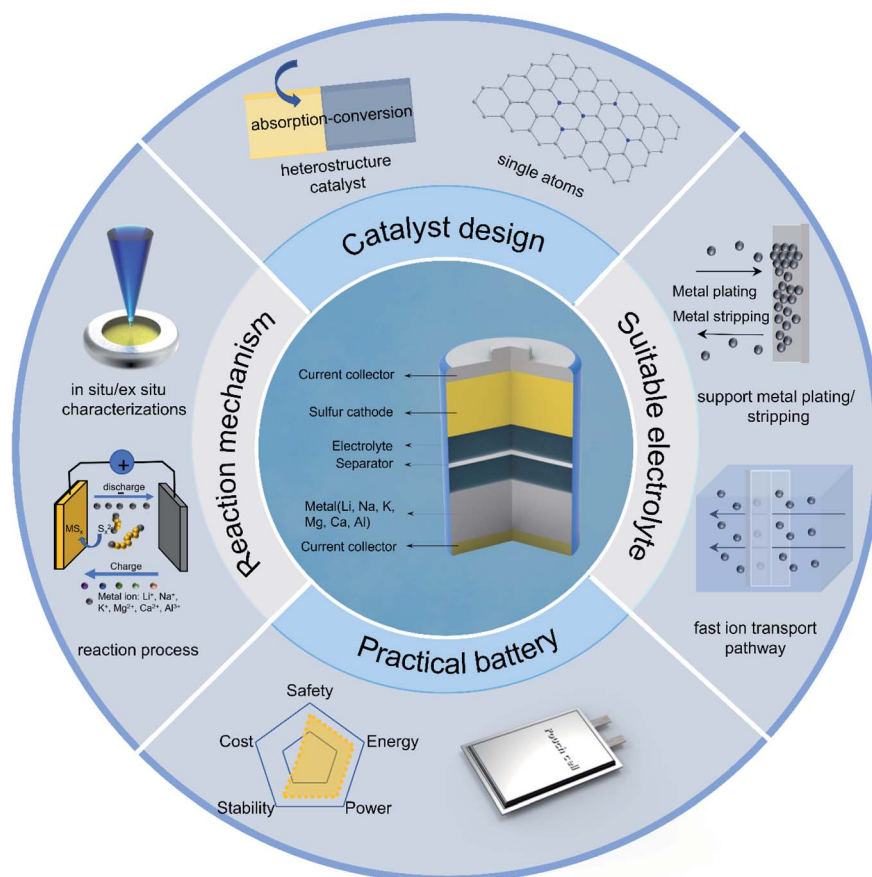 absorption-conversion
heterostructure
catalyst
single atoms
Catalyst design
Reaction mechanism
Suitable electrolyte
Practical battery
in situ/ex situ
characterizations
Metal plating
Metal stripping
support metal plating/
stripping
Current collector
Sulfur cathode
Electrolyte
Separator
Metal(Li, Na, K,
Mg, Ca, Al)
Current collector
+
discharge
MSₓ
Charge
Metal ion: Li⁺, Na⁺,
K⁺, Mg²⁺, Ca²⁺, Al³⁺
reaction process
fast ion transport
pathway
Safety
Cost
Energy
Stability
Power
Pouch cell